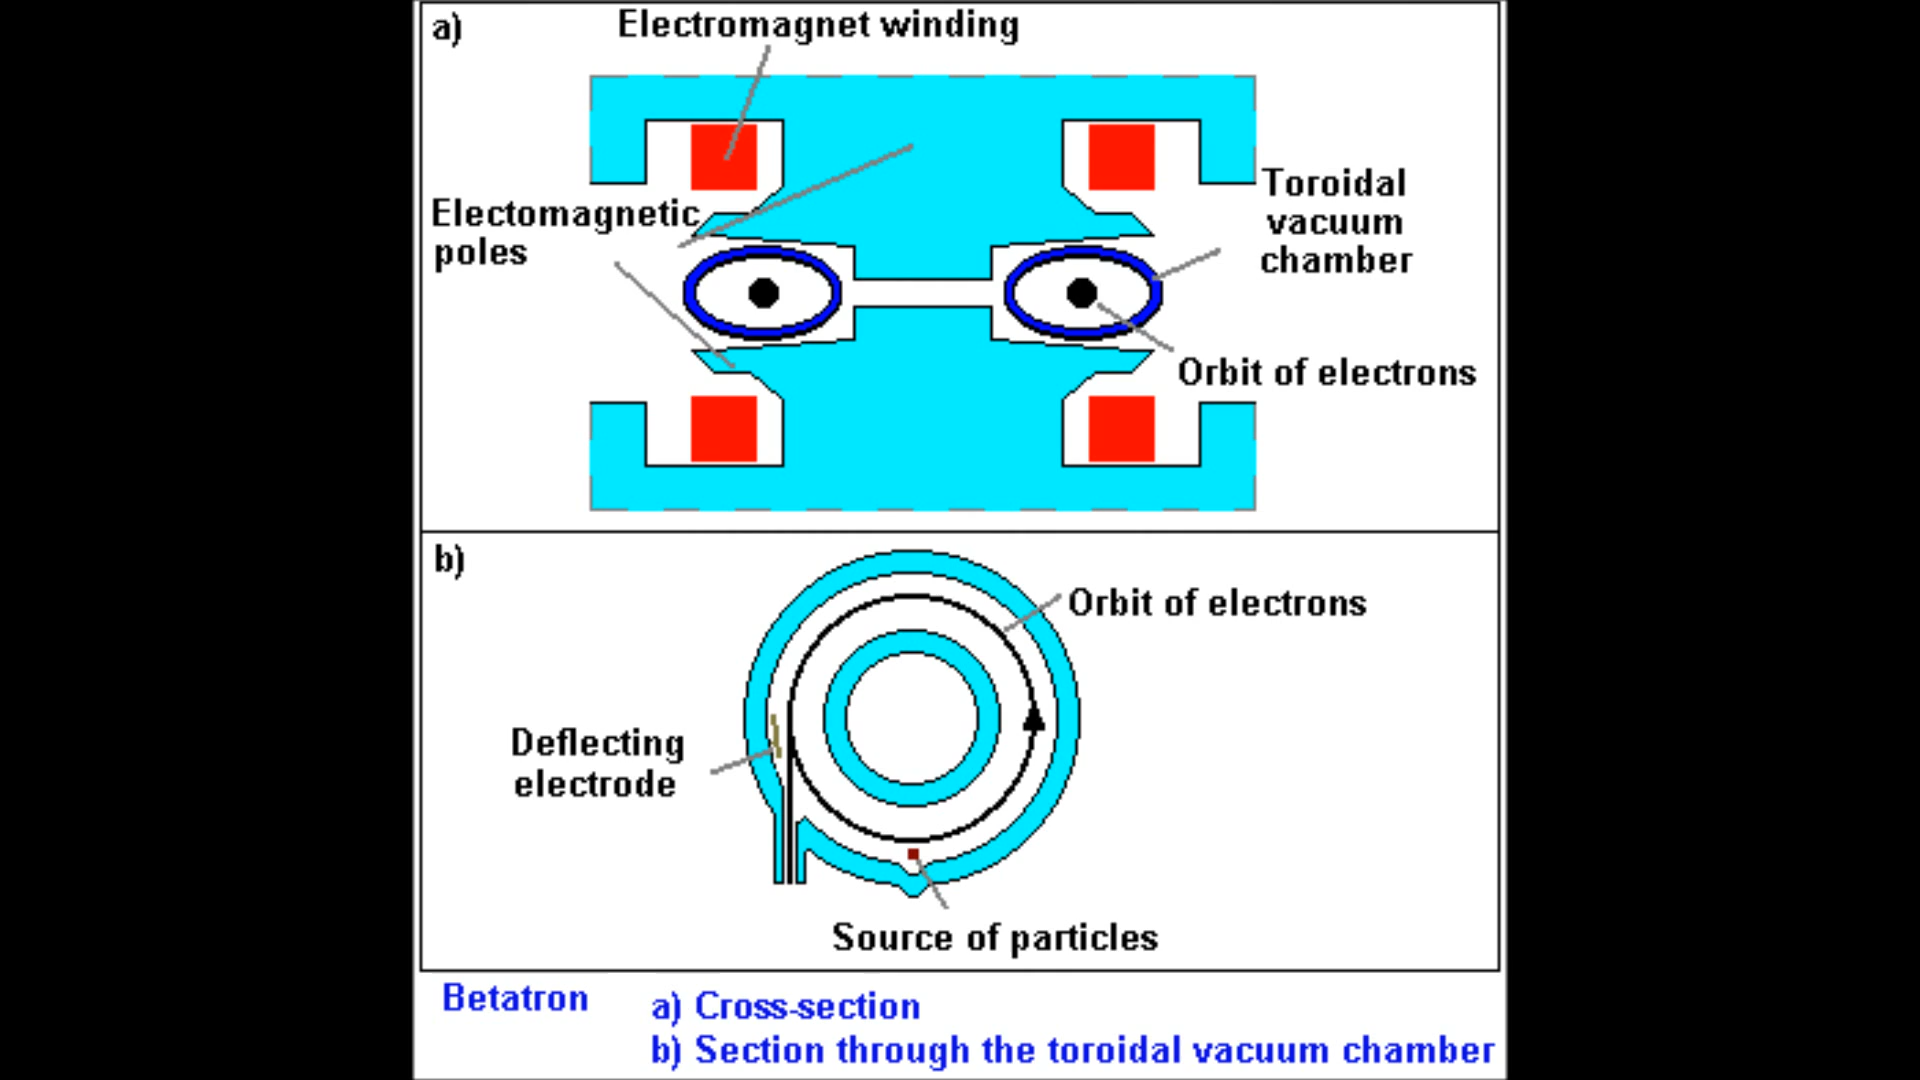 a)
Electromagnet winding
Electomagnetic
poles
Toroidal
vacuum
chamber
Orbit of electrons
b)
Orbit of electrons
Deflecting
electrode
Source of particles
Betatron
a) Cross-section
b) Section through the toroidal vacuum chamber